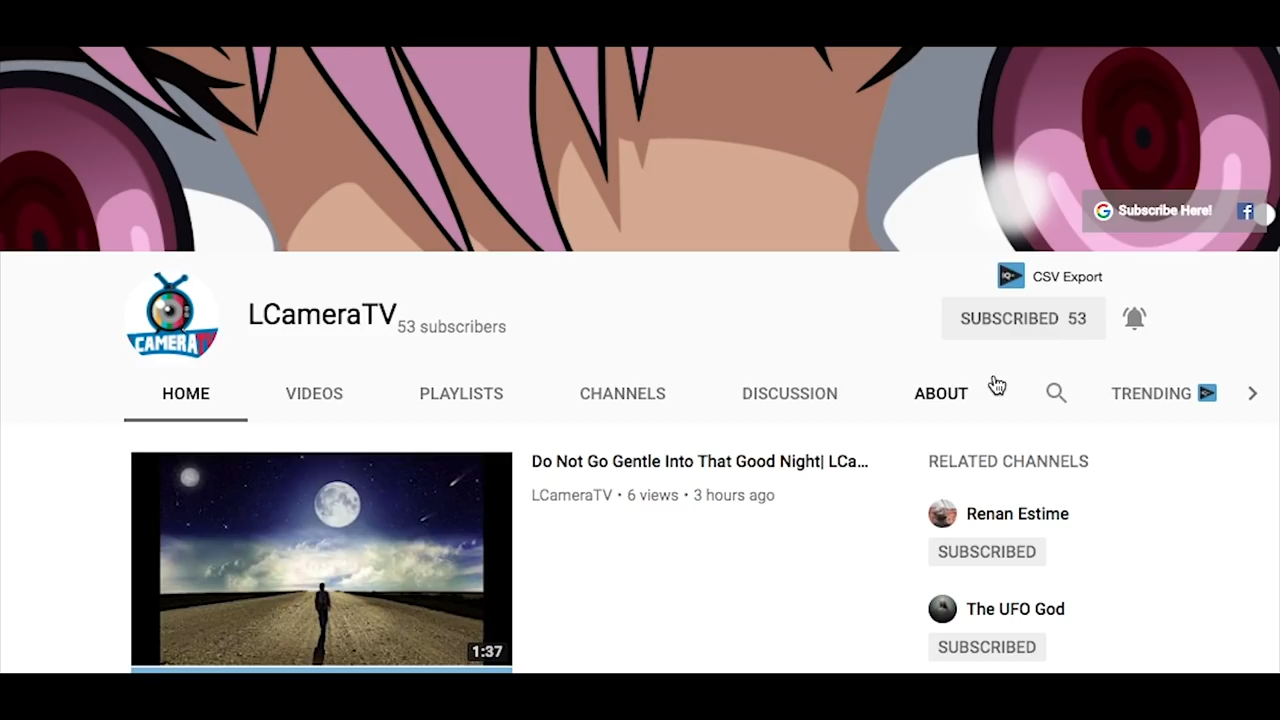 Subscribe Here!
CSV Export
CAMERATV
LCameraTV 53 subscribers
SUBSCRIBED 53
HOME VIDEOS PLAYLISTS CHANNELS DISCUSSION ABOUT TRENDING
Do Not Go Gentle Into That Good Night| LCa...
LCameraTV • 6 views • 3 hours ago
1:37
RELATED CHANNELS
Renan Estime
SUBSCRIBED
The UFO God
SUBSCRIBED